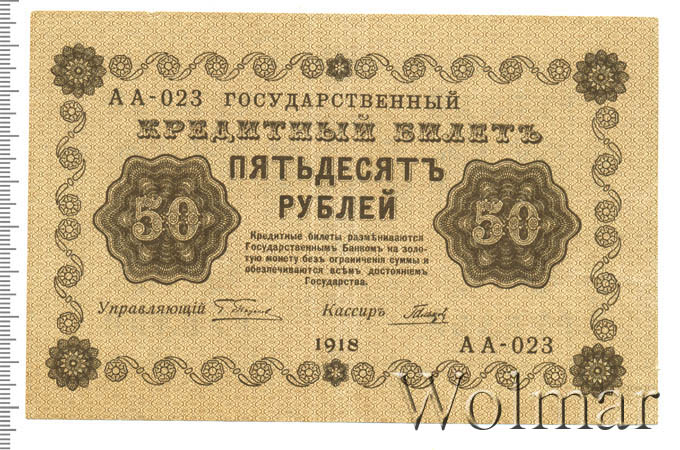 АА-023 ГОСУДАРСТВЕННЫЙ
КРЕДИТНЫЙ БИЛЕТЪ
ПЯТЬДЕСЯТЪ
РУБЛЕЙ
50
50
Кредитные билеты размѣниваются
Государственнымъ Банкомъ на золо-
тую монету безъ ограниченія суммы и
обезпечиваются всѣмъ достояніемъ
Государства.
Управляющій
Кассиръ
1918
АА-023
Wolmar